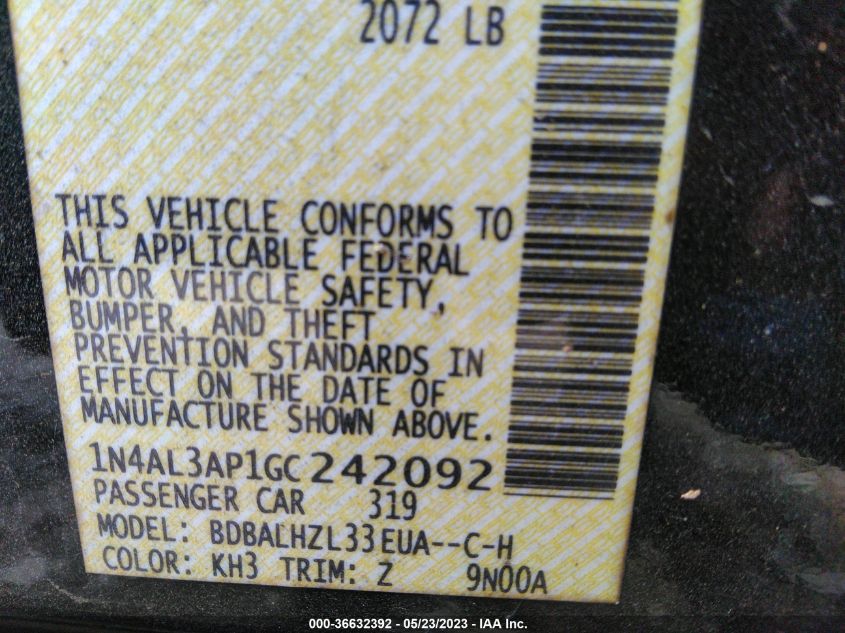 2072 LB
THIS VEHICLE CONFORMS TO
ALL APPLICABLE FEDERAL
MOTOR VEHICLE SAFETY,
BUMPER, AND THEFT
PREVENTION STANDARDS IN
EFFECT ON THE DATE OF
MANUFACTURE SHOWN ABOVE.
1N4AL3AP1GC242092
PASSENGER CAR 319
MODEL: BDBALHZL33EUA--C-H
COLOR: KH3 TRIM: Z 9N00A
000-36632392 - 05/23/2023 - IAA Inc.